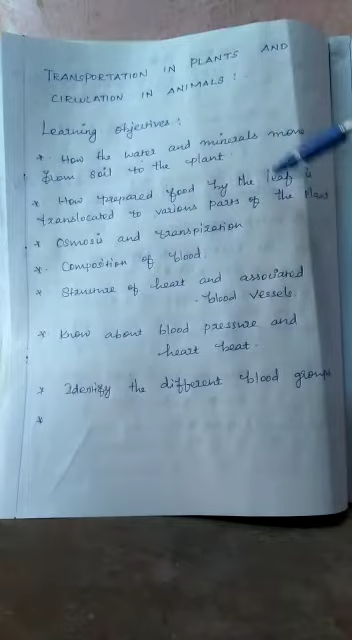 TRANSPORTATION IN PLANTS AND
CIRCULATION IN ANIMALS :
Learning objectives :
* How the water and minerals move
from soil to the plant.
* How prepared food by the leaf is
translocated to various parts of the plant
* Osmosis and transpiration
* Composition of blood.
* Structure of heart and associated
blood vessels.
* Know about blood pressure and
heart beat.
* Identify the different blood groups
*